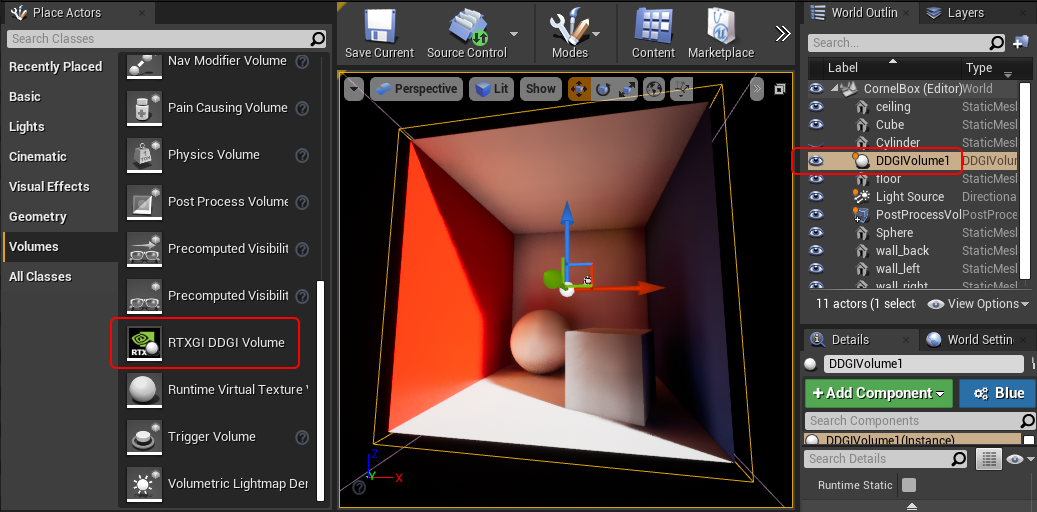 Place Actors
Search Classes
Recently Placed
Basic
Lights
Cinematic
Visual Effects
Geometry
Volumes
All Classes
Nav Modifier Volume
Pain Causing Volume
Physics Volume
Post Process Volume
Precomputed Visibilit
Precomputed Visibilit
RTX
RTXGI DDGI Volume
Runtime Virtual Texture V
Trigger Volume
Volumetric Lightmap Den
Save Current
Source Control
Modes
Content
Marketplace
Perspective
Lit
Show
Z
Y
X
World Outlin
Layers
Search...
Label
Type
CornelBox (Editor)
World
ceiling
StaticMesl
Cube
StaticMesl
Cylinder
StaticMesl
DDGIVolume1
DDGIVolur
floor
StaticMesl
Light Source
Directiona
PostProcessVol
PostProce
Sphere
StaticMesl
wall_back
StaticMesl
wall_left
StaticMesl
wall_right
StaticMesl
11 actors (1 select
View Options
Details
World Settin
DDGIVolume1
+Add Component
Blue
Search Components
DDGIVolume1(Instance)
Search Details
Runtime Static